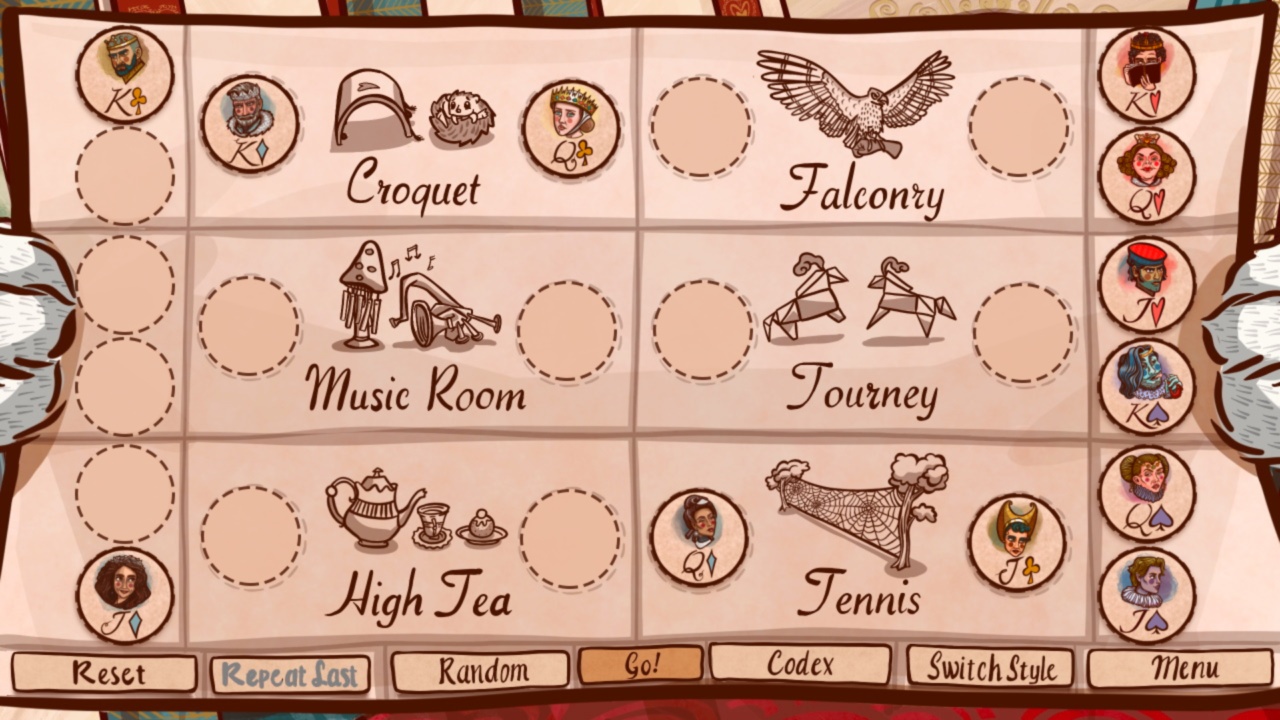 K♣
K♦
Q♣
Croquet
Falconry
K♥
Q♥
Music Room
Tourney
J♥
K♠
High Tea
Q♦
J♣
Tennis
Q♠
J♦
J♠
Reset
Repeat Last
Random
Go!
Codex
Switch Style
Menu